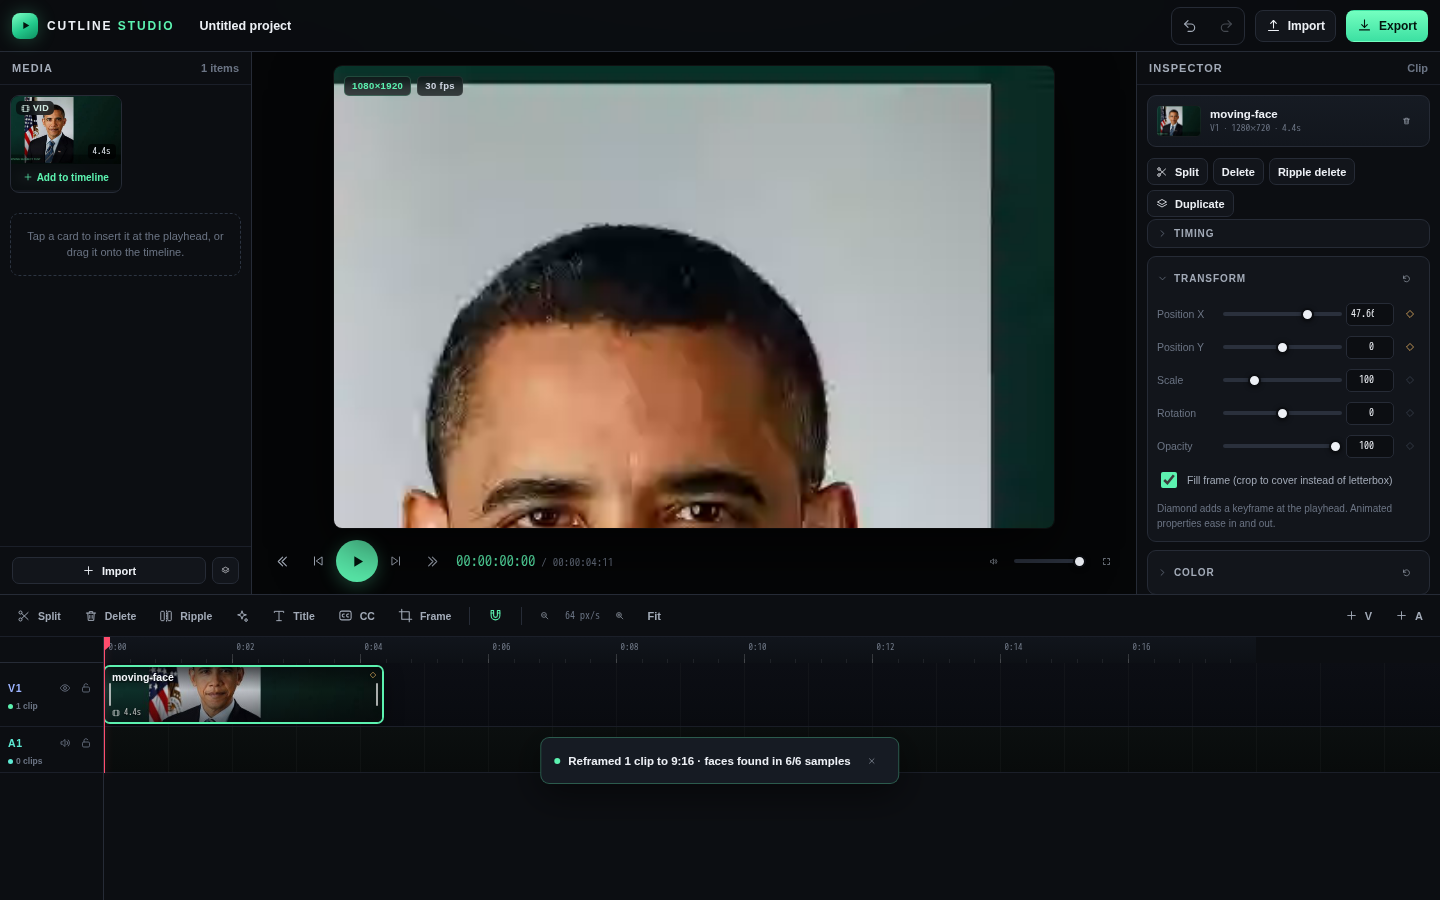 CUTLINE STUDIO
Untitled project
Import
Export
MEDIA
1 items
VID
4.4s
Add to timeline
Tap a card to insert it at the playhead, or
drag it onto the timeline.
Import
1080×1920
30 fps
00:00:00:00 / 00:00:04:11
INSPECTOR
Clip
moving-face
V1 · 1280×720 · 4.4s
Split
Delete
Ripple delete
Duplicate
TIMING
TRANSFORM
Position X
47.66
Position Y
0
Scale
100
Rotation
0
Opacity
100
Fill frame (crop to cover instead of letterbox)
Diamond adds a keyframe at the playhead. Animated
properties ease in and out.
COLOR
Split
Delete
Ripple
Title
CC
Frame
64 px/s
Fit
V
A
0:00
0:02
0:04
0:06
0:08
0:10
0:12
0:14
0:16
V1
1 clip
moving-face
4.4s
A1
0 clips
Reframed 1 clip to 9:16 · faces found in 6/6 samples